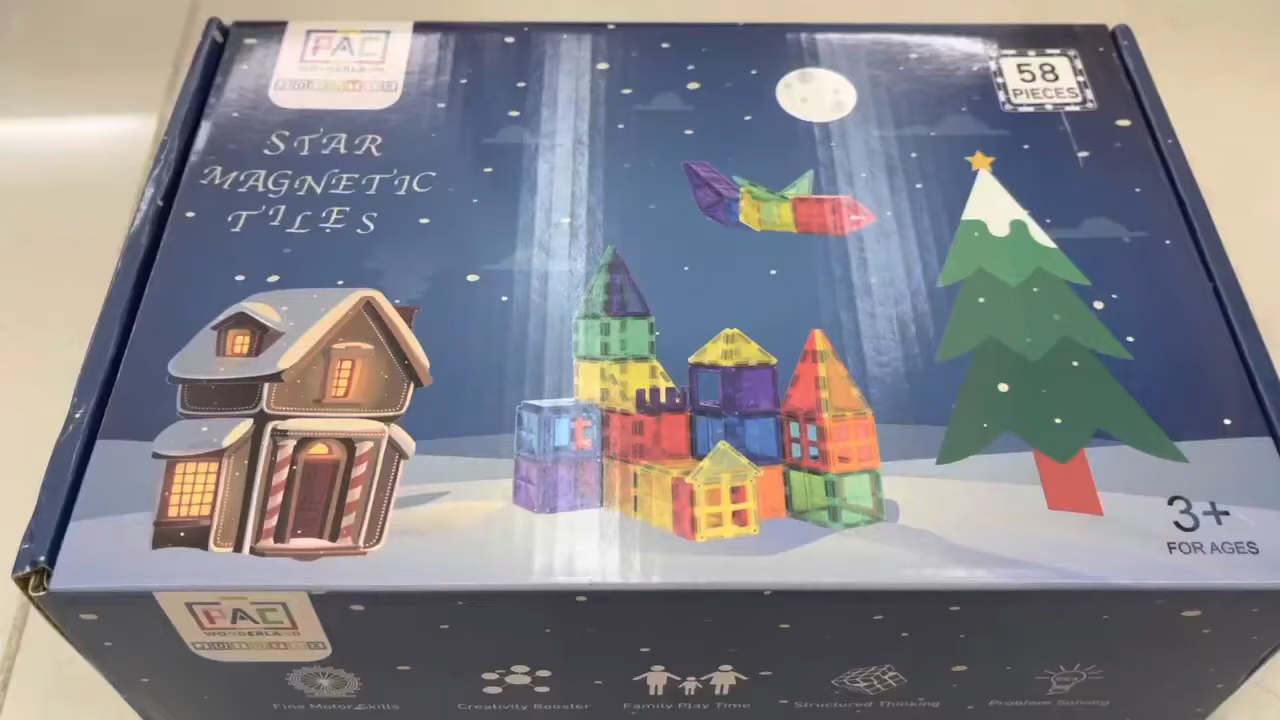 PAC
58
PIECES
STAR
MAGNETIC
TILES
3+
FOR AGES
PAC
WONDERLAND
Fine Motor Skills
Creativity Booster
Family Play Time
Structured Thinking
Problem Solving